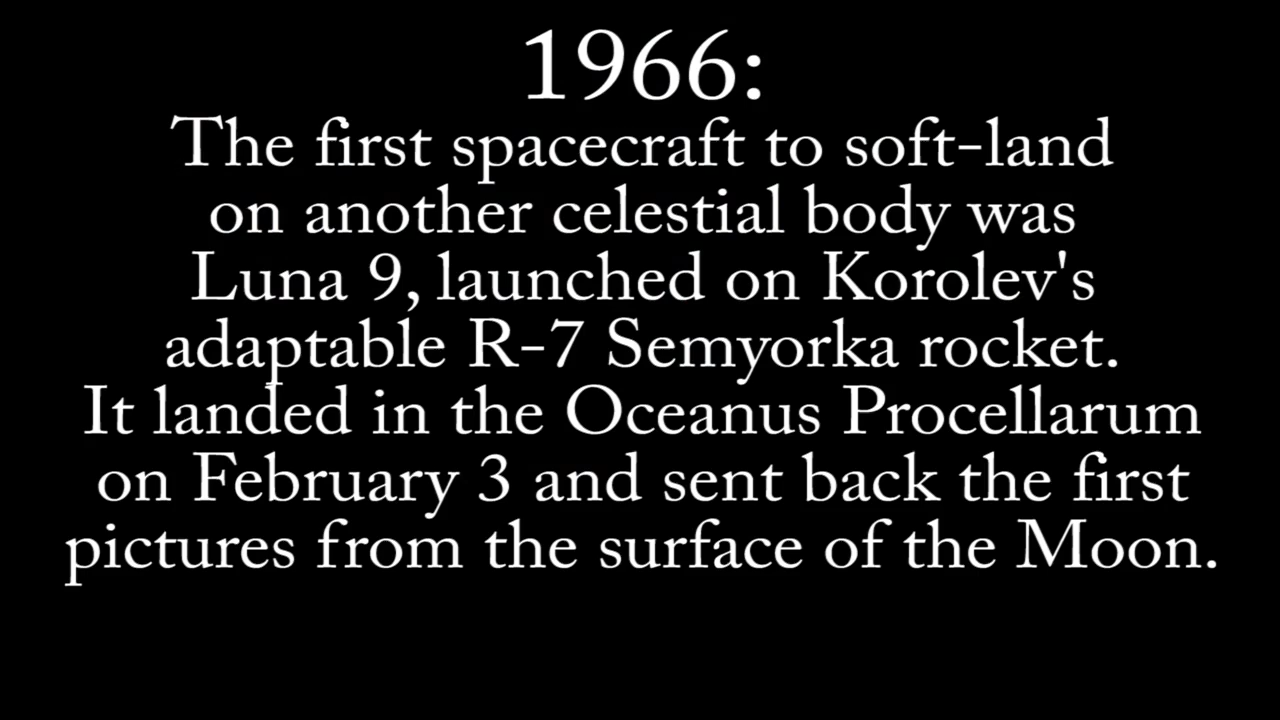 1966:
The first spacecraft to soft-land
on another celestial body was
Luna 9, launched on Korolev's
adaptable R-7 Semyorka rocket.
It landed in the Oceanus Procellarum
on February 3 and sent back the first
pictures from the surface of the Moon.